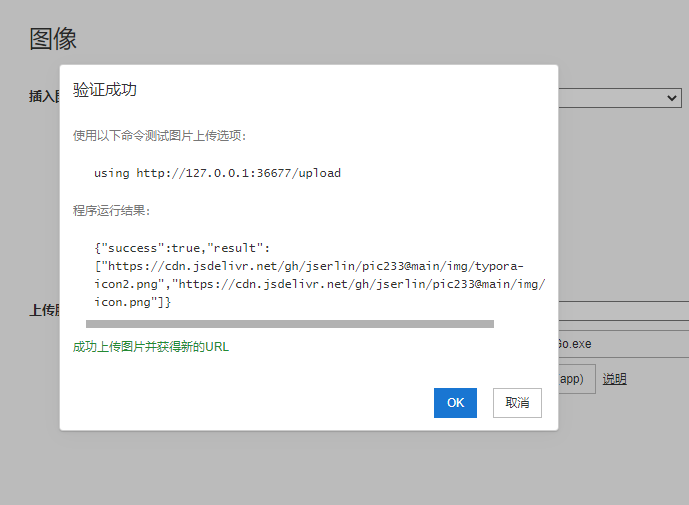 图像
验证成功
插入
使用以下命令测试图片上传选项:
using http://127.0.0.1:36677/upload
程序运行结果:
{"success":true,"result":
["https://cdn.jsdelivr.net/gh/jserlin/pic233@main/img/typora-
icon2.png","https://cdn.jsdelivr.net/gh/jserlin/pic233@main/img/
icon.png"]}
上传
Go.exe
成功上传图片并获得新的URL
app)
说明
OK
取消